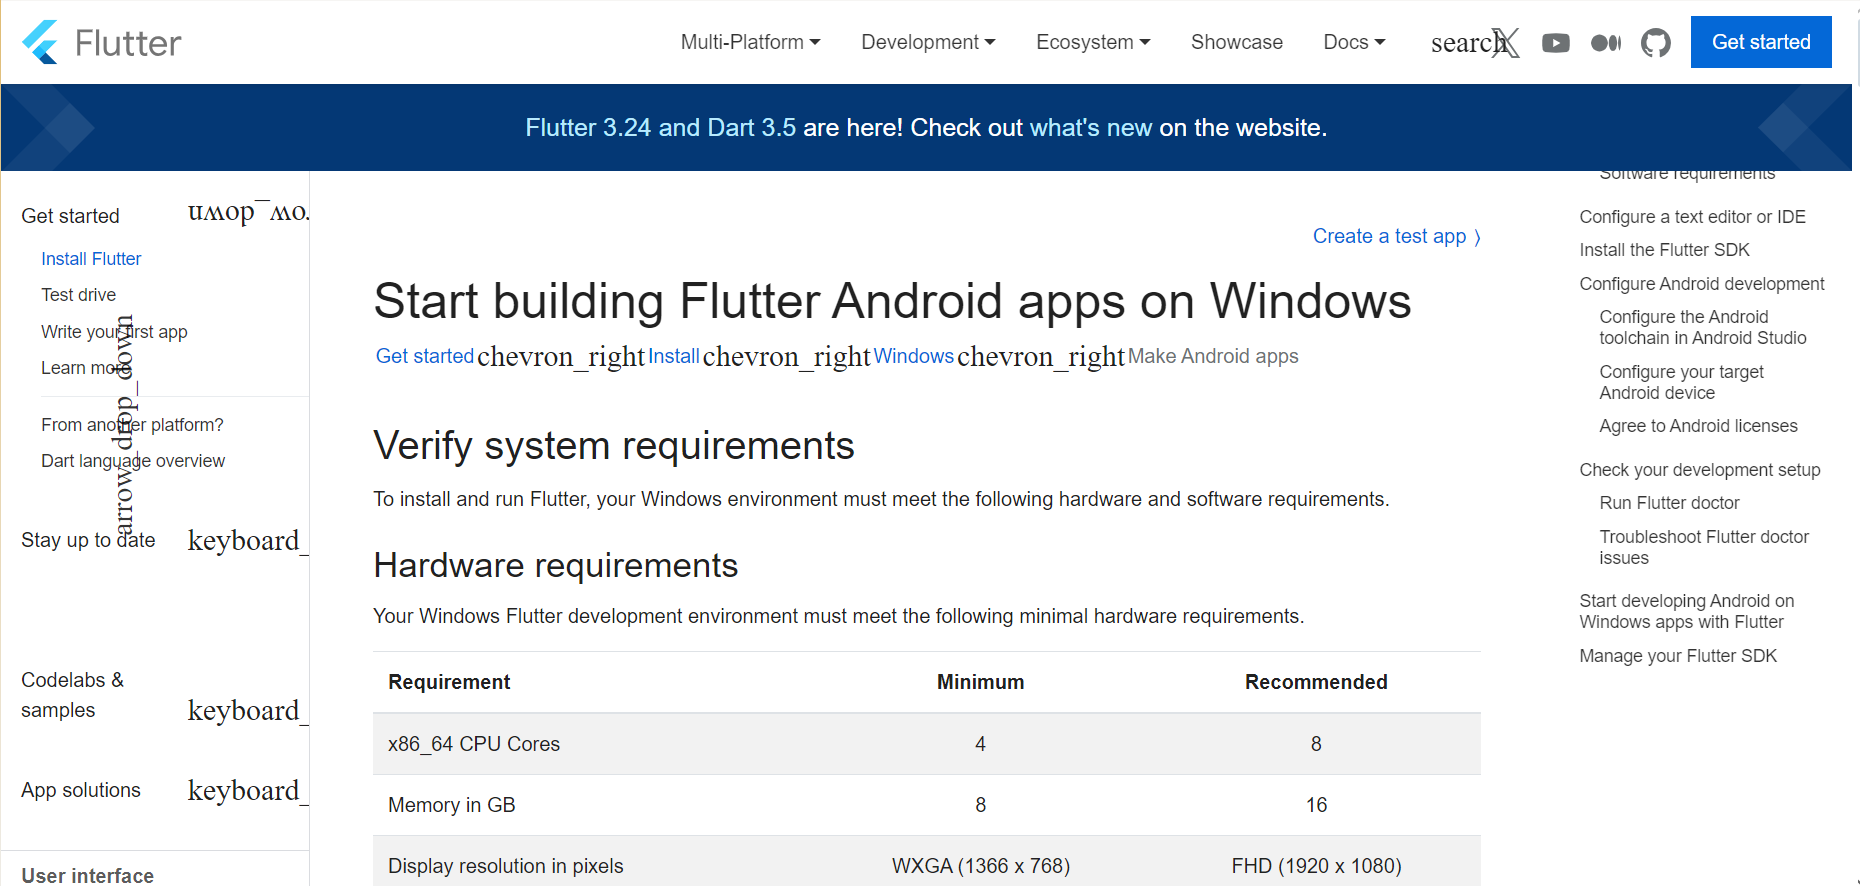 Flutter
Multi-Platform
Development
Ecosystem
Showcase
Docs
search
Get started
Flutter 3.24 and Dart 3.5 are here! Check out what's new on the website.
Get started
Install Flutter
Test drive
Write your first app
Learn more
From another platform?
Dart language overview
arrow_drop_down
Stay up to date
keyboard_
Codelabs &
samples
keyboard_
App solutions
keyboard_
User interface
Create a test app
Start building Flutter Android apps on Windows
Get started chevron_right Install chevron_right Windows chevron_right Make Android apps
Verify system requirements
To install and run Flutter, your Windows environment must meet the following hardware and software requirements.
Hardware requirements
Your Windows Flutter development environment must meet the following minimal hardware requirements.
Requirement Minimum Recommended
x86_64 CPU Cores 4 8
Memory in GB 8 16
Display resolution in pixels WXGA (1366 x 768) FHD (1920 x 1080)
Software requirements
Configure a text editor or IDE
Install the Flutter SDK
Configure Android development
Configure the Android
toolchain in Android Studio
Configure your target
Android device
Agree to Android licenses
Check your development setup
Run Flutter doctor
Troubleshoot Flutter doctor
issues
Start developing Android on
Windows apps with Flutter
Manage your Flutter SDK